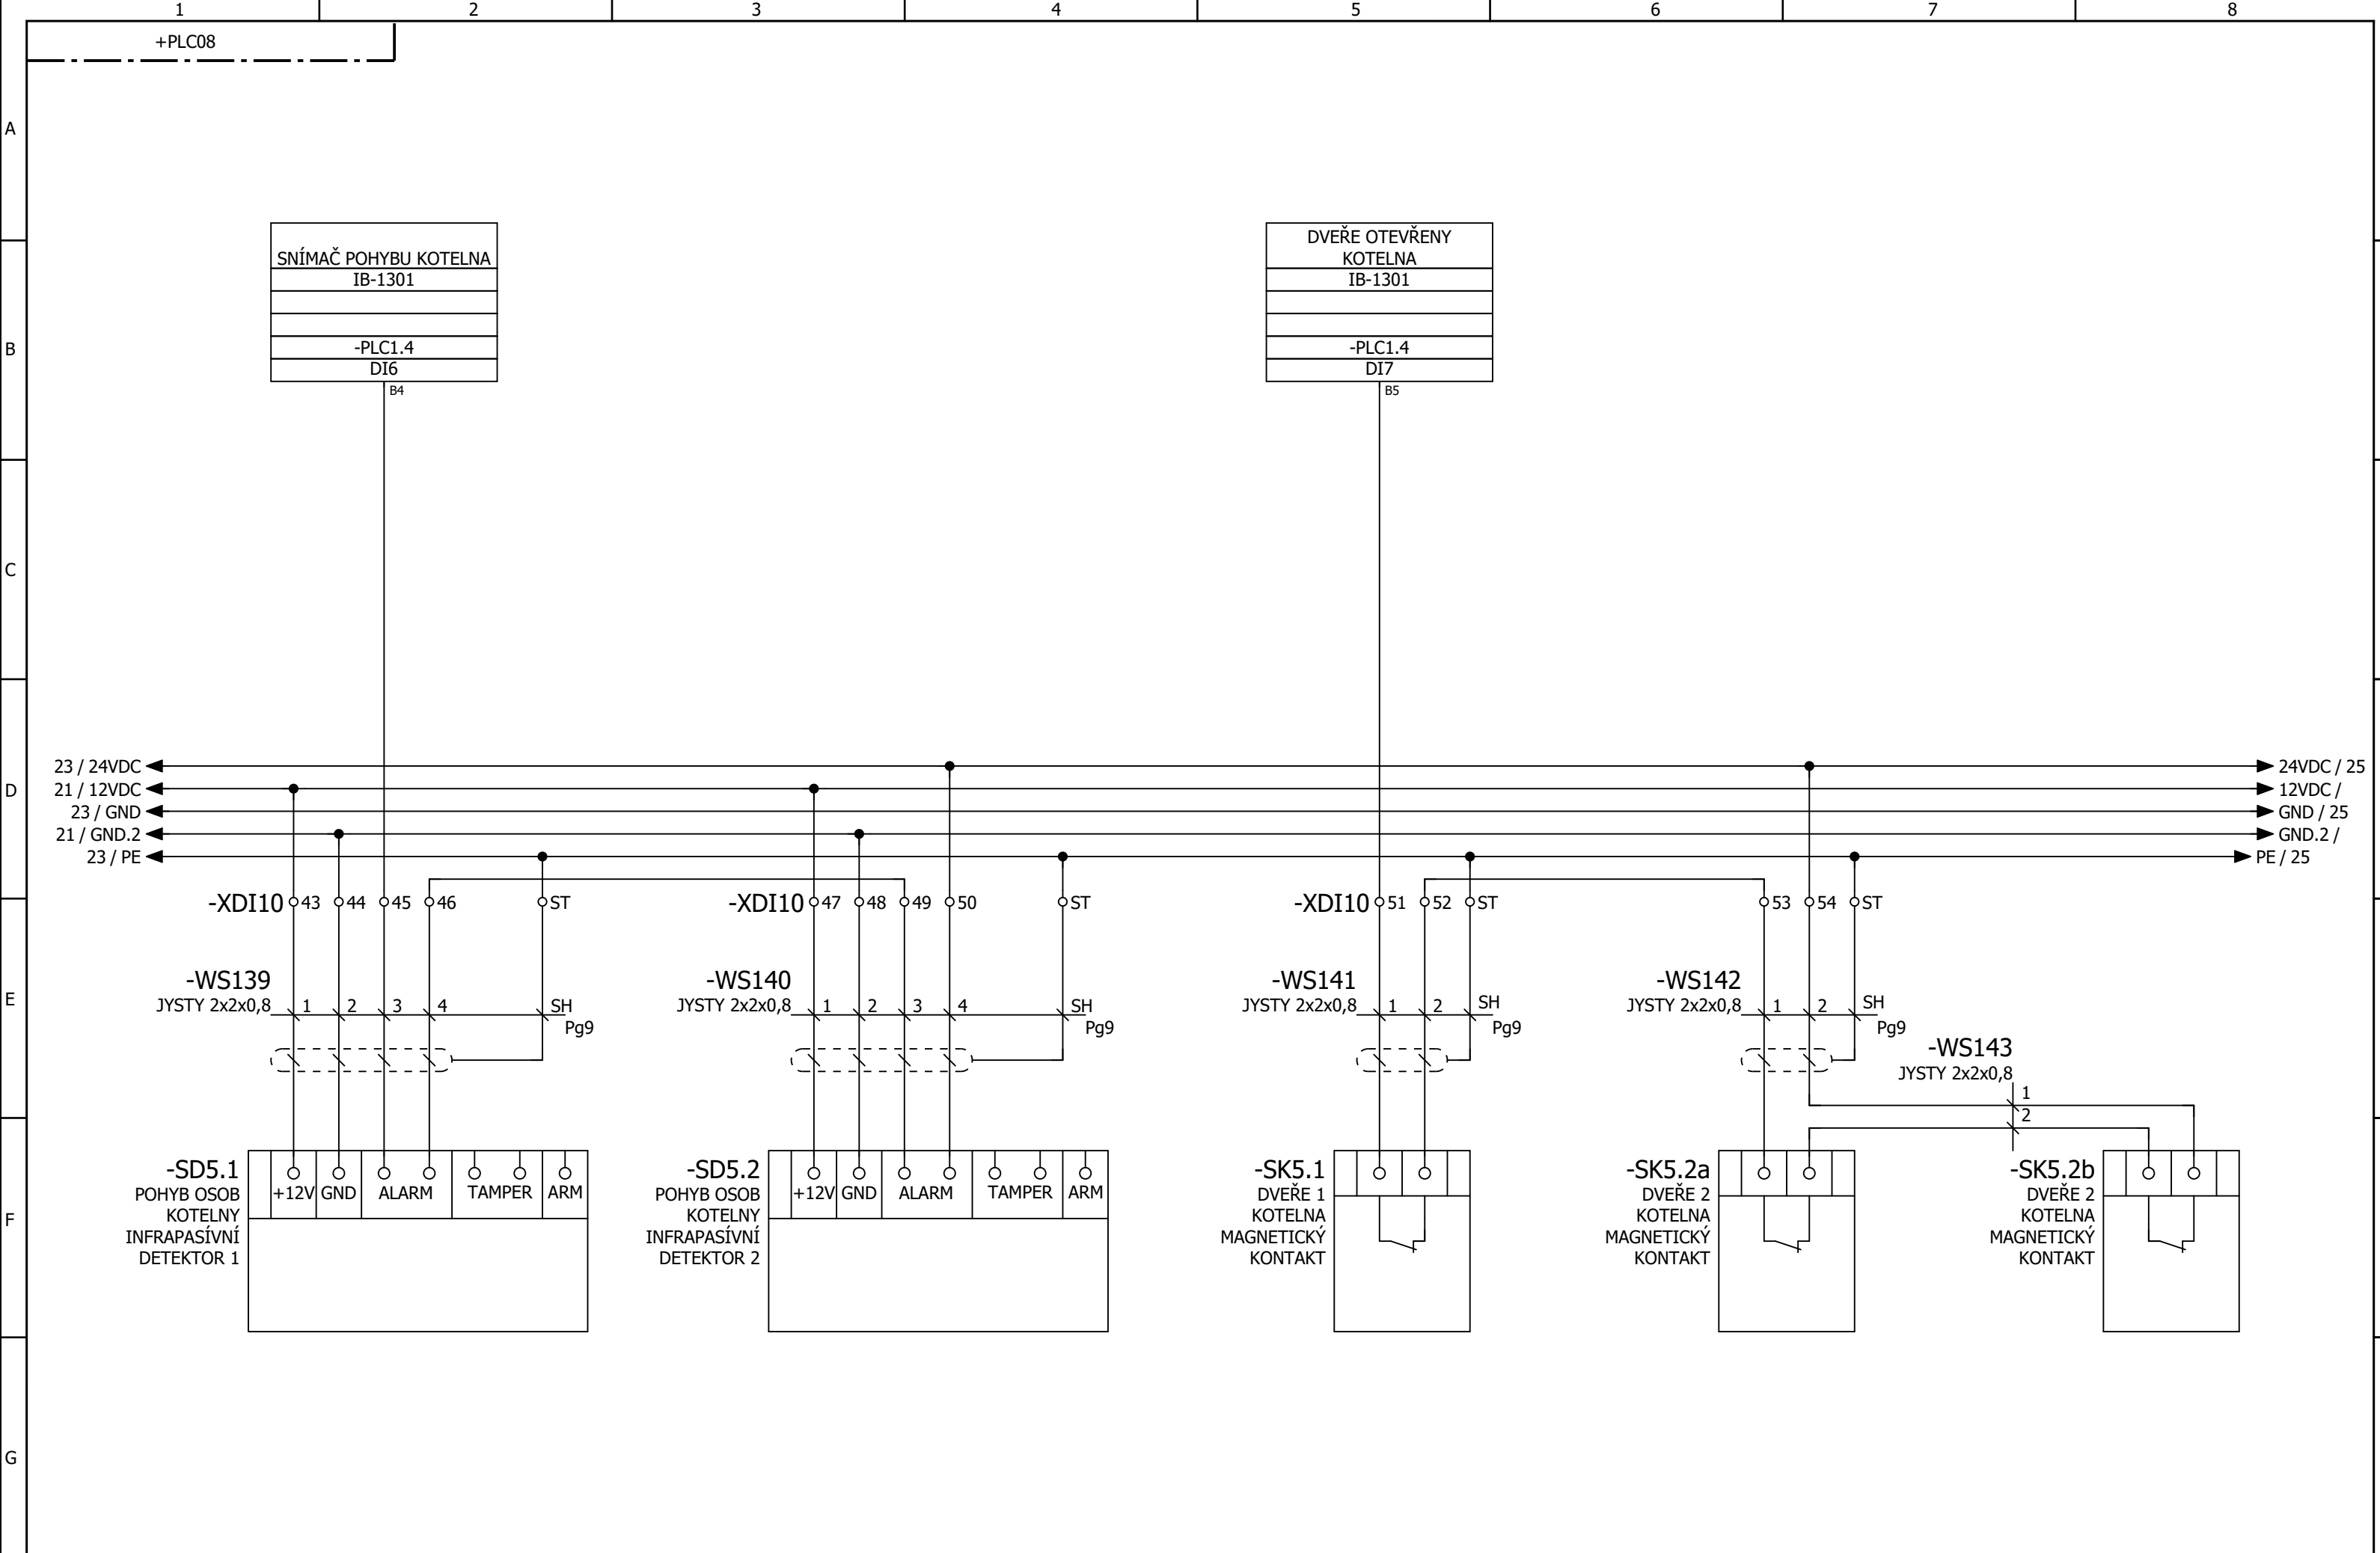 1 2 3 4 5 6 7 8
+PLC08
A
SNÍMAČ POHYBU KOTELNA
IB-1301
-PLC1.4
DI6
B4
DVEŘE OTEVŘENY
KOTELNA
IB-1301
-PLC1.4
DI7
B5
B
C
D
23 / 24VDC
21 / 12VDC
23 / GND
21 / GND.2
23 / PE
24VDC / 25
12VDC /
GND / 25
GND.2 /
PE / 25
-XDI10 43 44 45 46 ST
-XDI10 47 48 49 50 ST
-XDI10 51 52 ST
53 54 ST
E
-WS139
JYSTY 2x2x0,8 1 2 3 4 SH
Pg9
-WS140
JYSTY 2x2x0,8 1 2 3 4 SH
Pg9
-WS141
JYSTY 2x2x0,8 1 2 SH
Pg9
-WS142
JYSTY 2x2x0,8 1 2 SH
Pg9
-WS143
JYSTY 2x2x0,8
1
2
F
-SD5.1
POHYB OSOB
KOTELNY
INFRAPASÍVNÍ
DETEKTOR 1
+12V GND ALARM TAMPER ARM
-SD5.2
POHYB OSOB
KOTELNY
INFRAPASÍVNÍ
DETEKTOR 2
+12V GND ALARM TAMPER ARM
-SK5.1
DVEŘE 1
KOTELNA
MAGNETICKÝ
KONTAKT
-SK5.2a
DVEŘE 2
KOTELNA
MAGNETICKÝ
KONTAKT
-SK5.2b
DVEŘE 2
KOTELNA
MAGNETICKÝ
KONTAKT
G